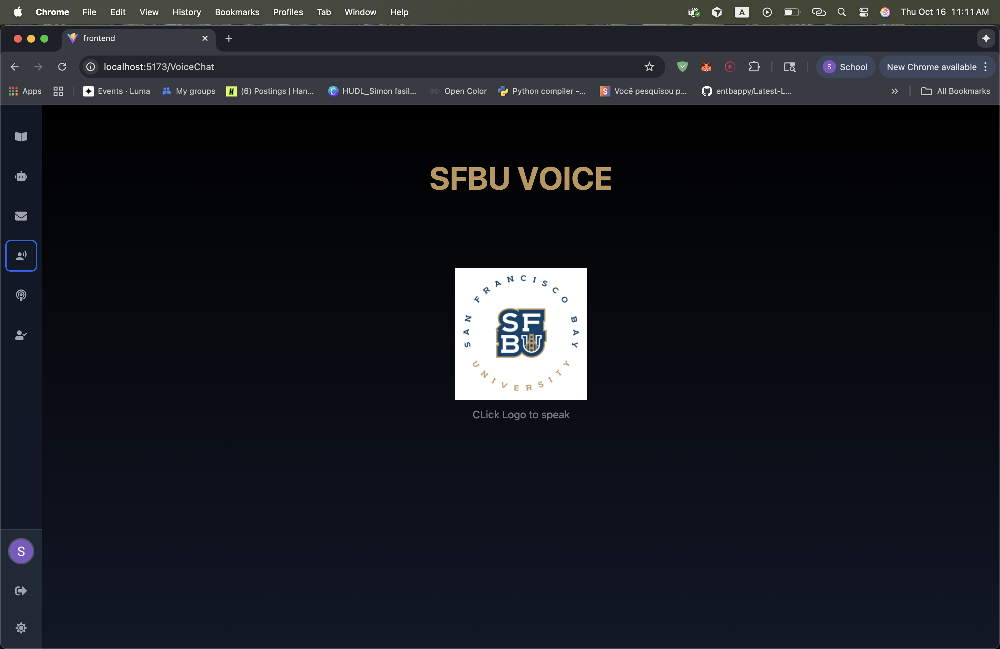 Chrome File Edit View History Bookmarks Profiles Tab Window Help A Thu Oct 16 11:11 AM
frontend
localhost:5173/VoiceChat S School New Chrome available
Apps Events · Luma My groups H (6) Postings | Han... C HUDL_Simon fasil... OC· Open Color Python compiler -... S Você pesquisou p... entbappy/Latest-L... All Bookmarks
SFBU VOICE
SAN FRANCISCO BAY
SF
BU
UNIVERSITY
CLick Logo to speak
S